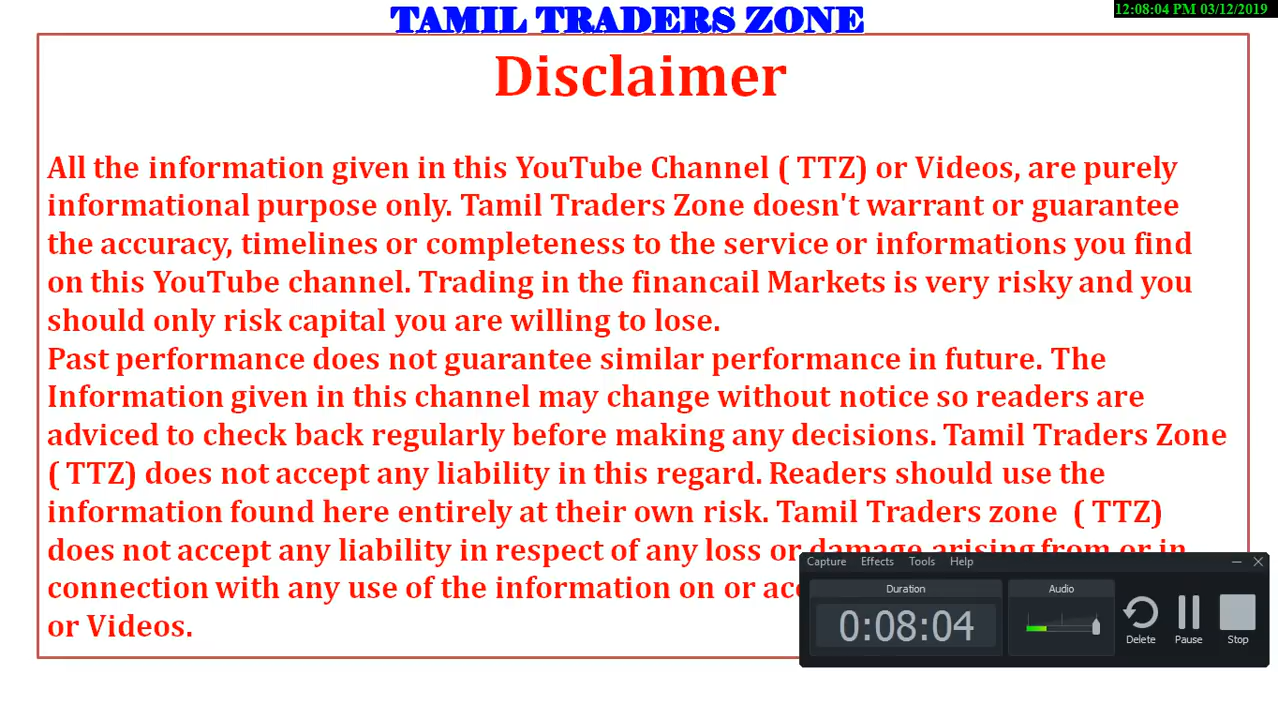 TAMIL TRADERS ZONE
12:08:04 PM 03/12/2019
Disclaimer
All the information given in this YouTube Channel ( TTZ) or Videos, are purely
informational purpose only. Tamil Traders Zone doesn't warrant or guarantee
the accuracy, timelines or completeness to the service or informations you find
on this YouTube channel. Trading in the financail Markets is very risky and you
should only risk capital you are willing to lose.
Past performance does not guarantee similar performance in future. The
Information given in this channel may change without notice so readers are
adviced to check back regularly before making any decisions. Tamil Traders Zone
( TTZ) does not accept any liability in this regard. Readers should use the
information found here entirely at their own risk. Tamil Traders zone  ( TTZ)
does not accept any liability in respect of any loss or damage arising from or in
connection with any use of the information on or
or Videos.
Capture Effects Tools Help
Duration
0:08:04
Audio
Delete Pause Stop